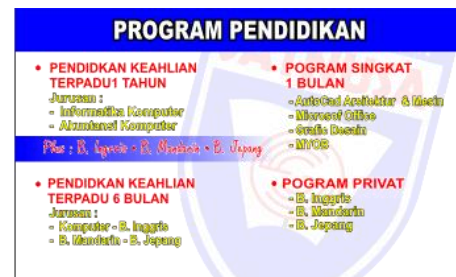 PROGRAM PENDIDIKAN
• PENDIDKAN KEAHLIAN
TERPADU1 TAHUN
Jurusan :
- Informatika Komputer
- Akuntansi Komputer
Plus : B. Inggris - B. Mandarin - B. Jepang
• PENDIDKAN KEAHLIAN
TERPADU 6 BULAN
Jurusan :
- Komputer - B. Inggris
- B. Mandarin - B. Jepang
• POGRAM SINGKAT
1 BULAN
- AutoCad Arsitektur & Mesin
- Microsof Office
- Grafis Desain
- MYOB
• POGRAM PRIVAT
- B. Inggris
- B. Mandarin
- B. Jepang